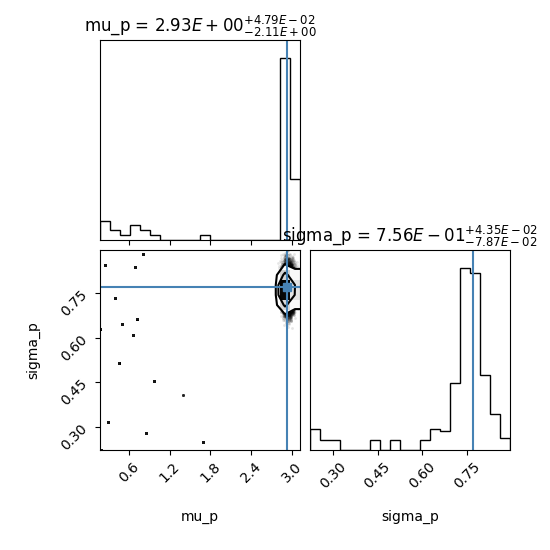 mu_p = 2.93E + 00 +4.79E − 02 −2.11E + 00
sigma_p = 7.56E − 01 +4.35E − 02 −7.87E − 02
sigma_p
0.75
0.60
0.45
0.30
0.6 1.2 1.8 2.4 3.0
0.30 0.45 0.60 0.75
mu_p
sigma_p